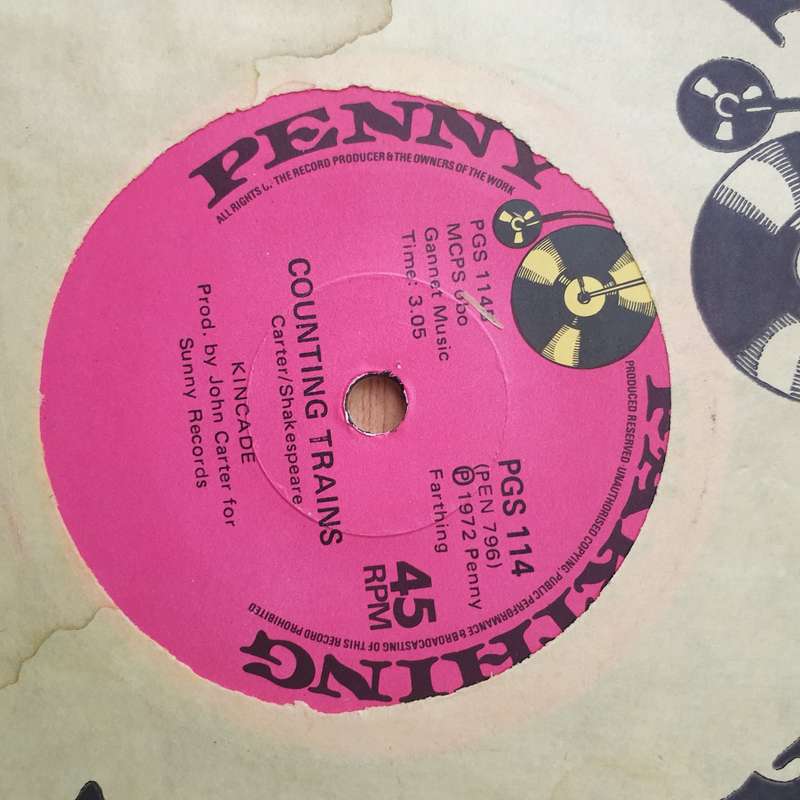 PENNY FARTHING
ALL RIGHTS OF THE RECORD PRODUCER & THE OWNERS OF THE WORK
PRODUCED RESERVED UNAUTHORISED COPYING, PUBLIC PERFORMANCE & BROADCASTING OF THIS RECORD PROHIBITED
PGS 114
MCPS
Gannet Music
Time: 3.05
PGS 114
(PEN 796)
Ⓟ 1972 Penny
Farthing
45
RPM
COUNTING TRAINS
Carter/Shakespeare
KINCADE
Prod. by John Carter for
Sunny Records